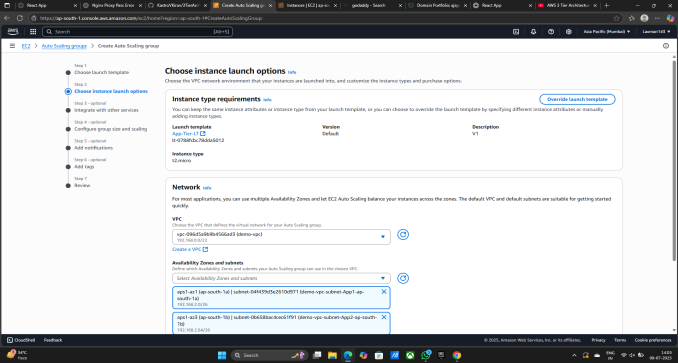 React App
Nginx Proxy Pass Error
KastroVKiran/3TierArch
Create Auto Scaling grou
Instances | EC2 | ap-sout
godaddy - Search
Domain Portfolio
React App
AWS 3 Tier Architectur
https://ap-south-1.console.aws.amazon.com/ec2/home?region=ap-south-1#CreateAutoScalingGroup:
aws
Search
[Alt+S]
Asia Pacific (Mumbai)
EC2
Auto Scaling groups
Create Auto Scaling group
Step 1
Choose launch template
Step 2
Choose instance launch options
Step 3 - optional
Integrate with other services
Step 4 - optional
Configure group size and scaling
Step 5 - optional
Add notifications
Step 6 - optional
Add tags
Step 7
Review
Choose instance launch options Info
Choose the VPC network environment that your instances are launched into, and customize the instance types and purchase options.
Instance type requirements Info
Override launch template
You can keep the same instance attributes or instance type from your launch template, or you can choose to override the launch template by specifying different instance attributes or manually
adding instance types.
Launch template
App-Tier-LT
lt-0788fcbc78dda5012
Version
Default
Description
V1
Instance type
t2.micro
Network Info
For most applications, you can use multiple Availability Zones and let EC2 Auto Scaling balance your instances across the zones. The default VPC and default subnets are suitable for getting started
quickly.
VPC
Choose the VPC that defines the virtual network for your Auto Scaling group.
vpc-096d5a9b9b4566ad3 (demo-vpc)
192.168.0.0/22
Create a VPC
Availability Zones and subnets
Define which Availability Zones and subnets your Auto Scaling group can use in the chosen VPC.
Select Availability Zones and subnets
aps1-az1 (ap-south-1a) | subnet-04f439d3e2610d971 (demo-vpc-subnet-App1-ap-
south-1a)
192.168.2.0/26
aps1-az3 (ap-south-1b) | subnet-0b658bac4cec61f91 (demo-vpc-subnet-App2-ap-south-
1b)
192.168.2.64/26
CloudShell
Feedback
© 2025, Amazon Web Services, Inc. or its affiliates.
Privacy
Terms
Cookie preferences
34°C
Haze
Search
ENG
IN
14:03
09-07-2025